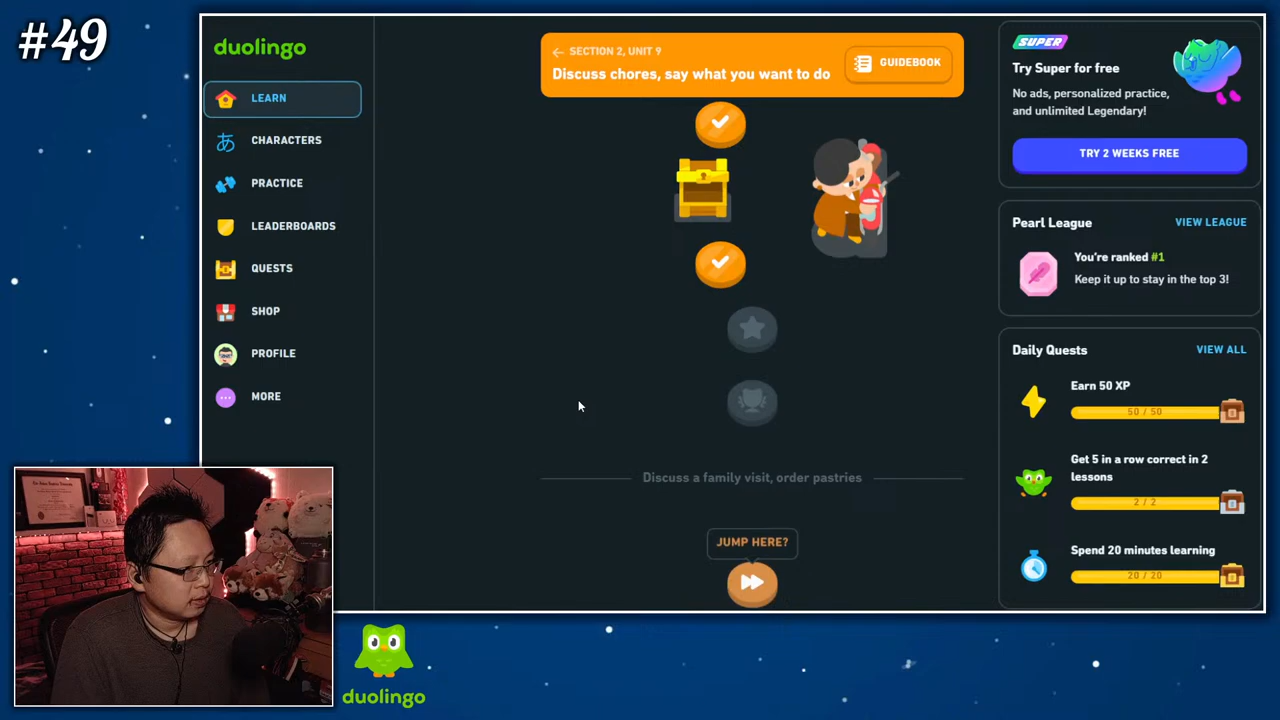 #49
duolingo
LEARN
あ CHARACTERS
PRACTICE
LEADERBOARDS
QUESTS
SHOP
PROFILE
MORE
← SECTION 2, UNIT 9
Discuss chores, say what you want to do
GUIDEBOOK
Discuss a family visit, order pastries
JUMP HERE?
SUPER
Try Super for free
No ads, personalized practice,
and unlimited Legendary!
TRY 2 WEEKS FREE
Pearl League
VIEW LEAGUE
You're ranked #1
Keep it up to stay in the top 3!
Daily Quests
VIEW ALL
Earn 50 XP
50 / 50
Get 5 in a row correct in 2
lessons
2 / 2
Spend 20 minutes learning
20 / 20
duolingo